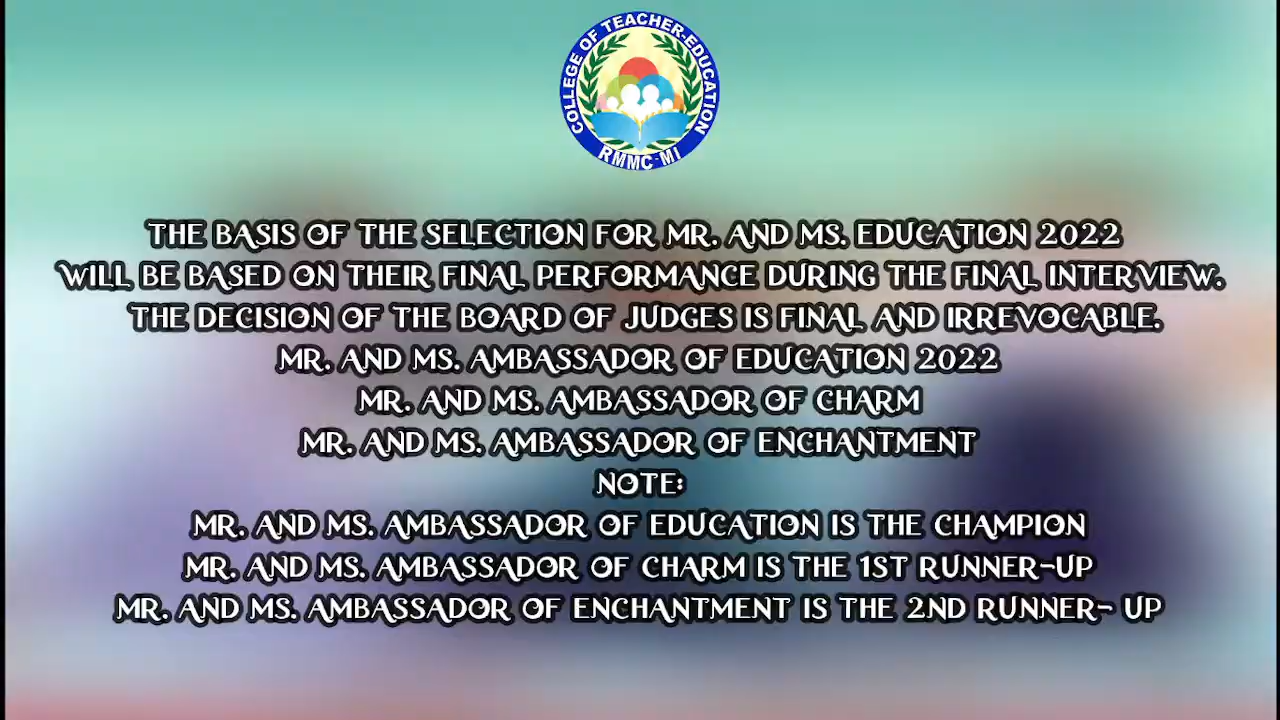 COLLEGE OF TEACHER-EDUCATION
RMMC-MI
THE BASIS OF THE SELECTION FOR MR. AND MS. EDUCATION 2022
WILL BE BASED ON THEIR FINAL PERFORMANCE DURING THE FINAL INTERVIEW.
THE DECISION OF THE BOARD OF JUDGES IS FINAL AND IRREVOCABLE.
MR. AND MS. AMBASSADOR OF EDUCATION 2022
MR. AND MS. AMBASSADOR OF CHARM
MR. AND MS. AMBASSADOR OF ENCHANTMENT
NOTE:
MR. AND MS. AMBASSADOR OF EDUCATION IS THE CHAMPION
MR. AND MS. AMBASSADOR OF CHARM IS THE 1ST RUNNER-UP
MR. AND MS. AMBASSADOR OF ENCHANTMENT IS THE 2ND RUNNER- UP